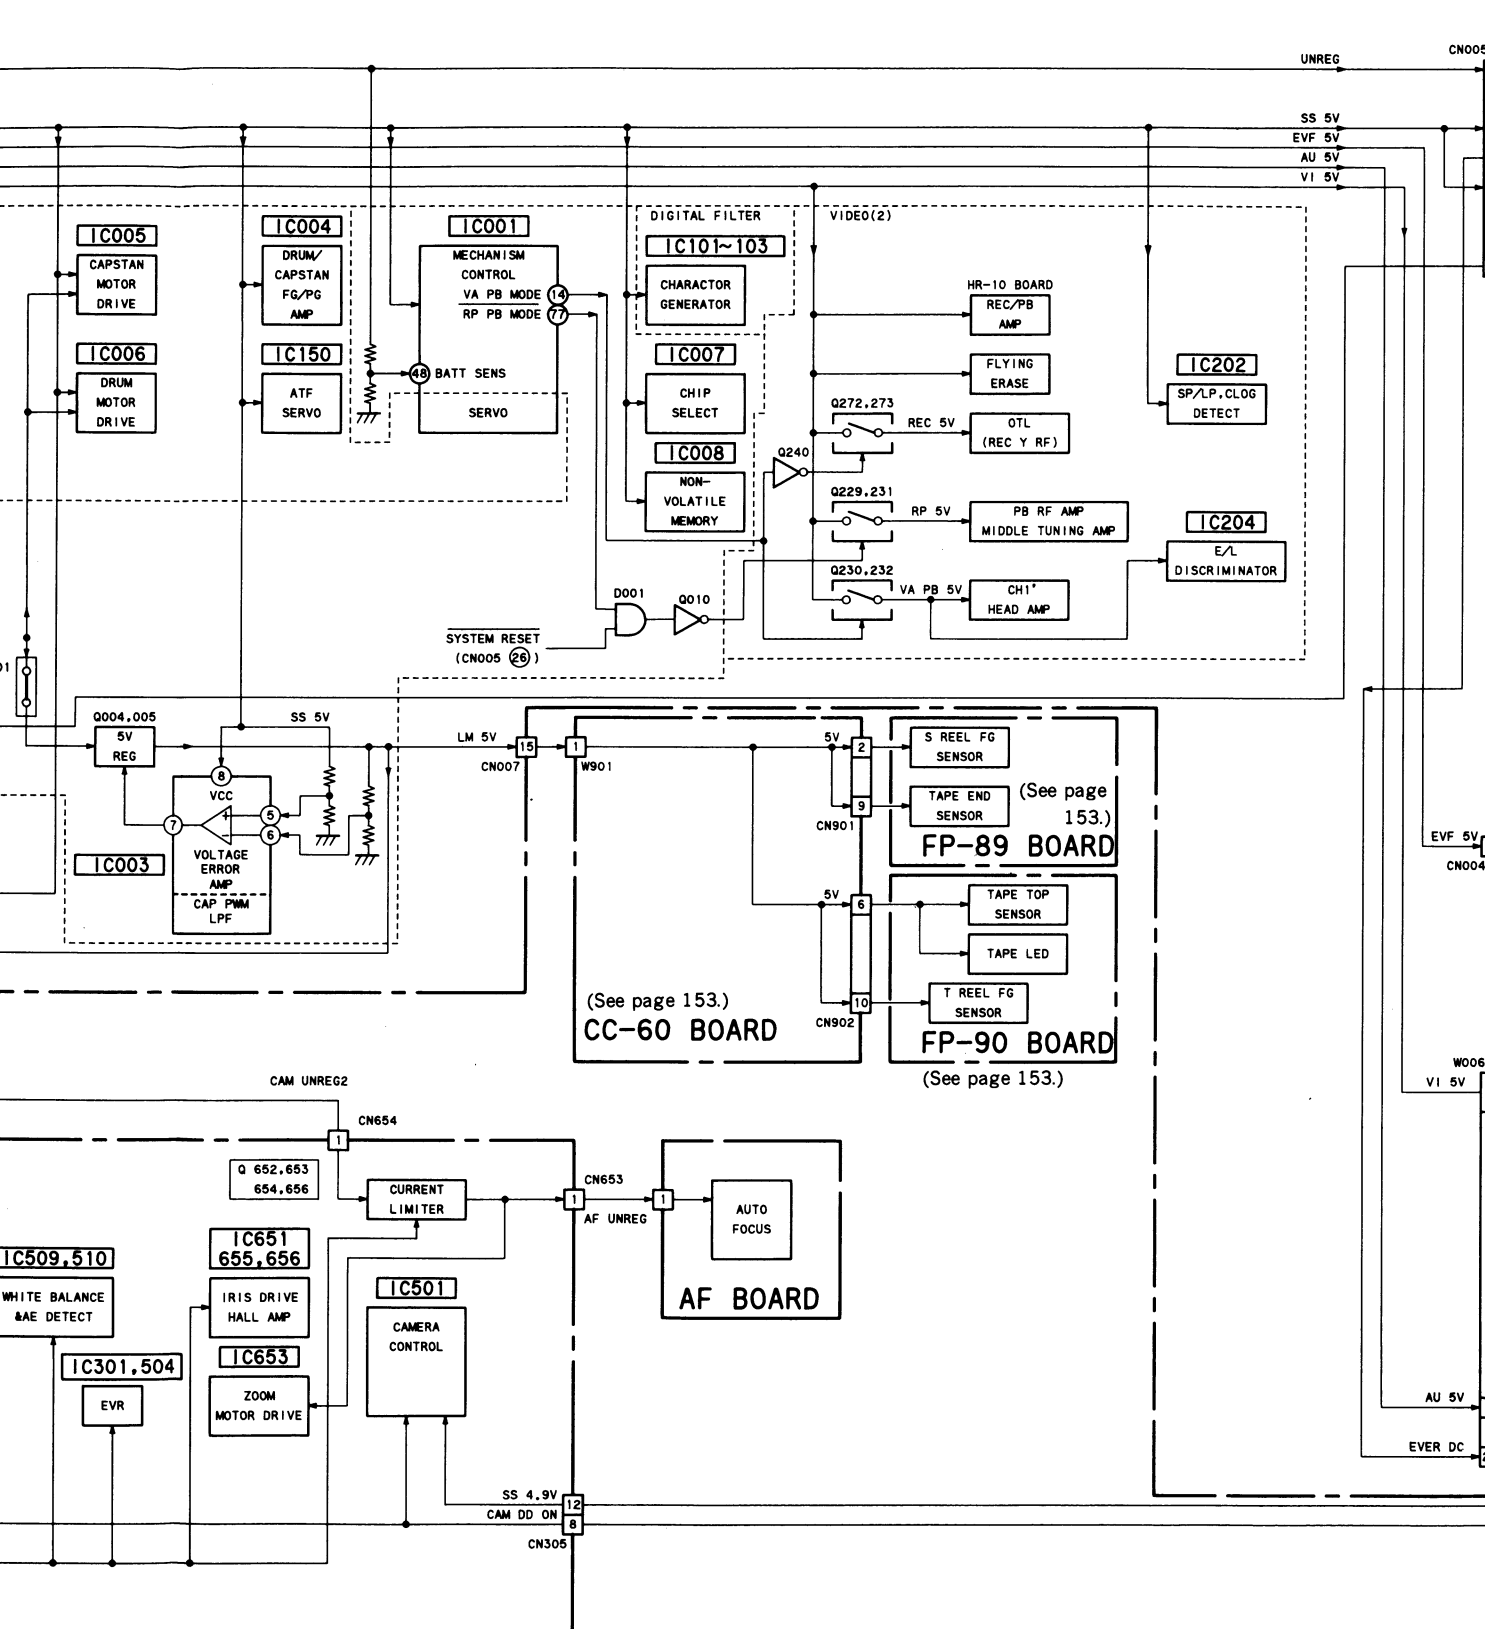 CN005
UNREG
SS 5V
EVF 5V
AU 5V
VI 5V
IC005
CAPSTAN
MOTOR
DRIVE
IC006
DRUM
MOTOR
DRIVE
IC004
DRUM/
CAPSTAN
FG/PG
AMP
IC150
ATF
SERVO
IC001
MECHANISM
CONTROL
VA PB MODE 14
RP PB MODE 77
48 BATT SENS
SERVO
DIGITAL FILTER
IC101~103
CHARACTOR
GENERATOR
IC007
CHIP
SELECT
IC008
NON-
VOLATILE
MEMORY
VIDEO(2)
HR-10 BOARD
REC/PB
AMP
FLYING
ERASE
Q272,273
REC 5V
OTL
(REC Y RF)
Q240
Q229,231
RP 5V
PB RF AMP
MIDDLE TUNING AMP
Q230,232
VA PB 5V
CH1'
HEAD AMP
IC202
SP/LP,CLOG
DETECT
IC204
E/L
DISCRIMINATOR
D001
Q010
SYSTEM RESET
(CN005 26 )
Q004,005
5V
REG
SS 5V
8
VCC
7
+
-
5
6
VOLTAGE
ERROR
AMP
CAP PWM
LPF
IC003
LM 5V
15
CN007
1
W901
5V
2
9
CN901
S REEL FG
SENSOR
TAPE END
SENSOR
(See page
153.)
FP-89 BOARD
5V
6
10
CN902
TAPE TOP
SENSOR
TAPE LED
T REEL FG
SENSOR
FP-90 BOARD
(See page 153.)
(See page 153.)
CC-60 BOARD
EVF 5V
CN004
W006
VI 5V
AU 5V
EVER DC
CAM UNREG2
CN654
1
Q 652,653
654,656
CURRENT
LIMITER
CN653
1
AF UNREG
1
AUTO
FOCUS
AF BOARD
IC509,510
WHITE BALANCE
&AE DETECT
IC651
655,656
IRIS DRIVE
HALL AMP
IC501
CAMERA
CONTROL
IC301,504
EVR
IC653
ZOOM
MOTOR DRIVE
SS 4.9V
12
CAM DD ON
8
CN305